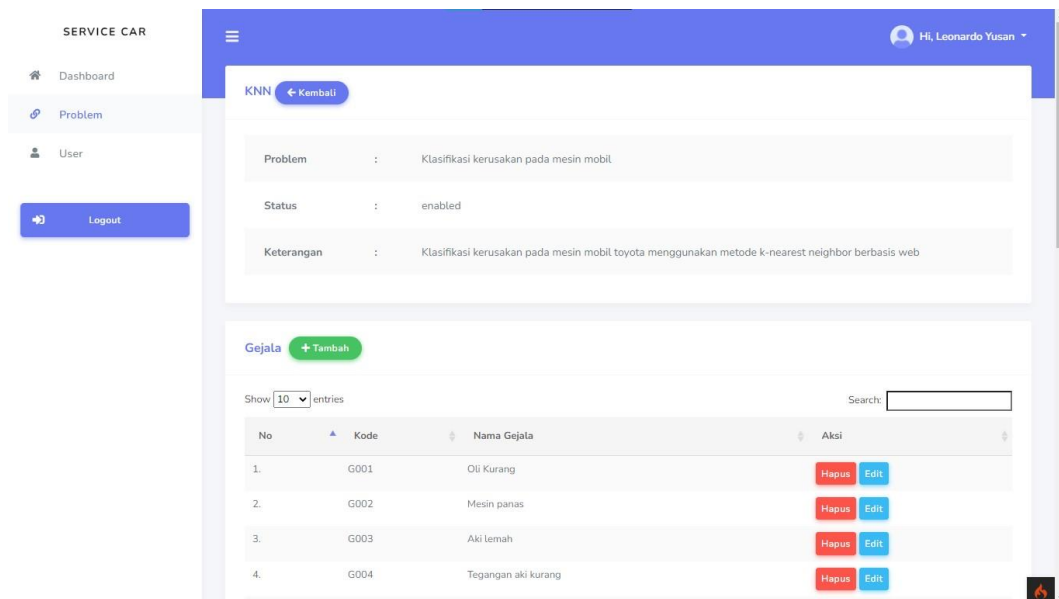 SERVICE CAR
Hi, Leonardo Yusan
Dashboard
Problem
User
Logout
KNN Kembali
Problem : Klasifikasi kerusakan pada mesin mobil
Status : enabled
Keterangan : Klasifikasi kerusakan pada mesin mobil toyota menggunakan metode k-nearest neighbor berbasis web
Gejala + Tambah
Show 10 entries Search:
No Kode Nama Gejala Aksi
1. G001 Oli Kurang Hapus Edit
2. G002 Mesin panas Hapus Edit
3. G003 Aki lemah Hapus Edit
4. G004 Tegangan aki kurang Hapus Edit